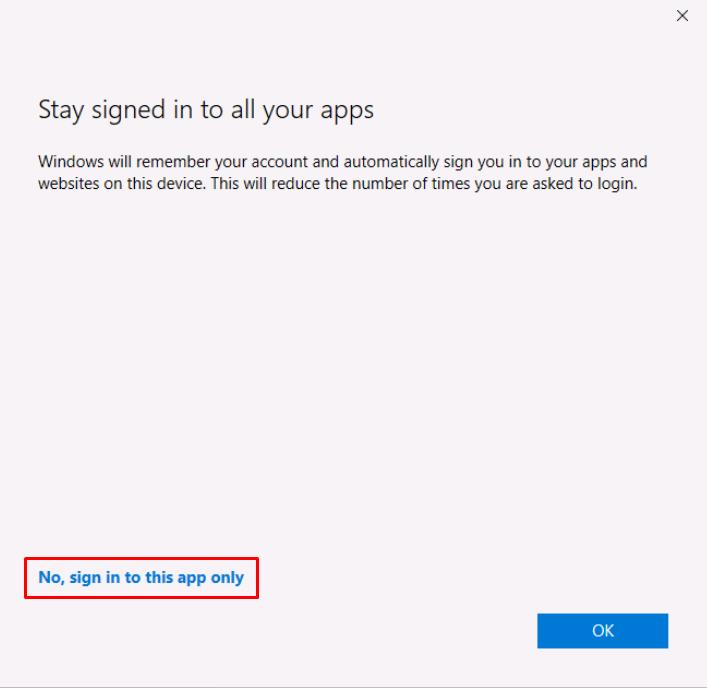 Stay signed in to all your apps
Windows will remember your account and automatically sign you in to your apps and
websites on this device. This will reduce the number of times you are asked to login.
No, sign in to this app only
OK